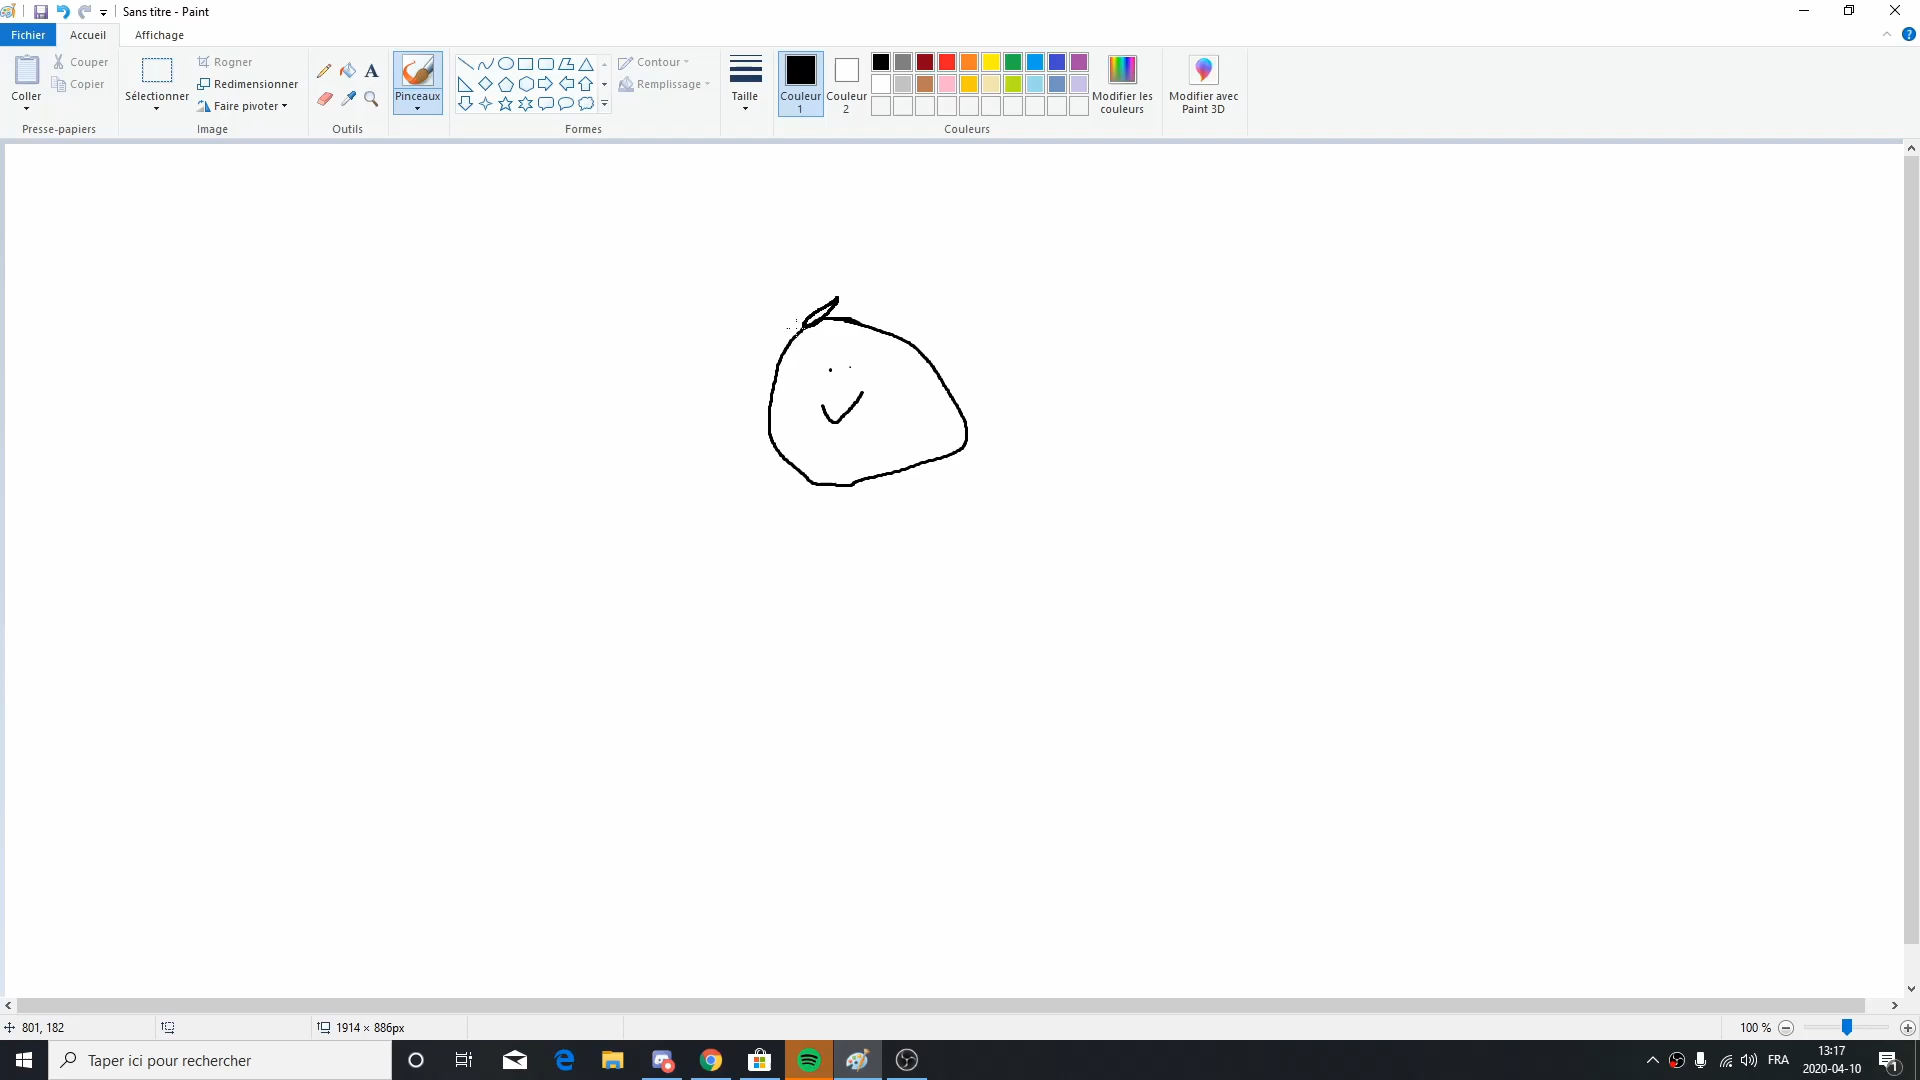 Sans titre - Paint
Fichier Accueil Affichage
Coller
Couper
Copier
Presse-papiers
Sélectionner
Rogner
Redimensionner
Faire pivoter
Image
A
Outils
Pinceaux
Contour
Remplissage
Formes
Taille
Couleur
1
Couleur
2
Modifier les
couleurs
Couleurs
Modifier avec
Paint 3D
801, 182
1914 × 886px
100 %
Taper ici pour rechercher
FRA
13:17
2020-04-10
1